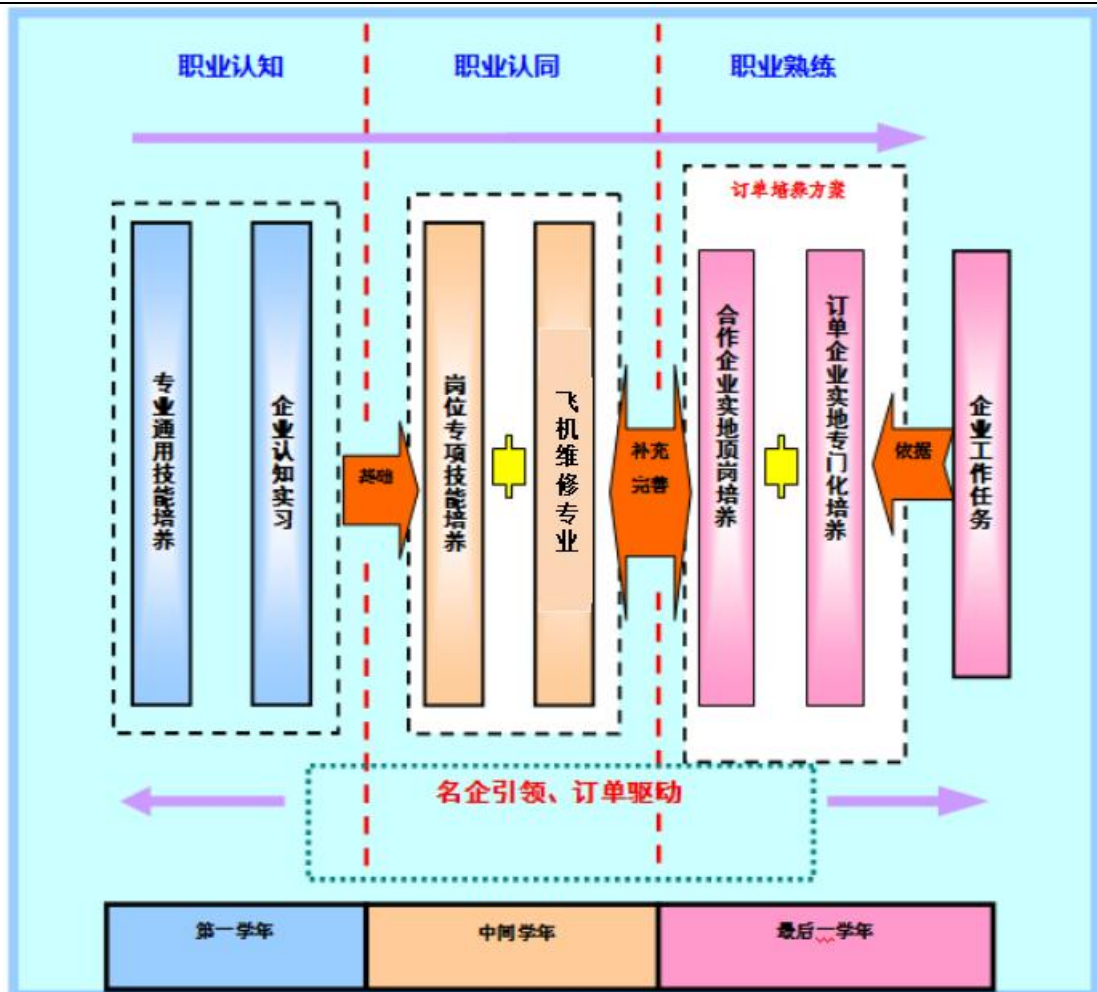 职业认知
职业认同
职业熟练
订单培养方案
专业通用技能培养
企业认知实习
基础
岗位专项技能培养
飞机维修专业
补充
完善
合作企业实地顶岗培养
订单企业实地专门化培养
依据
企业工作任务
名企引领、订单驱动
第一学年
中间学年
最后一学年